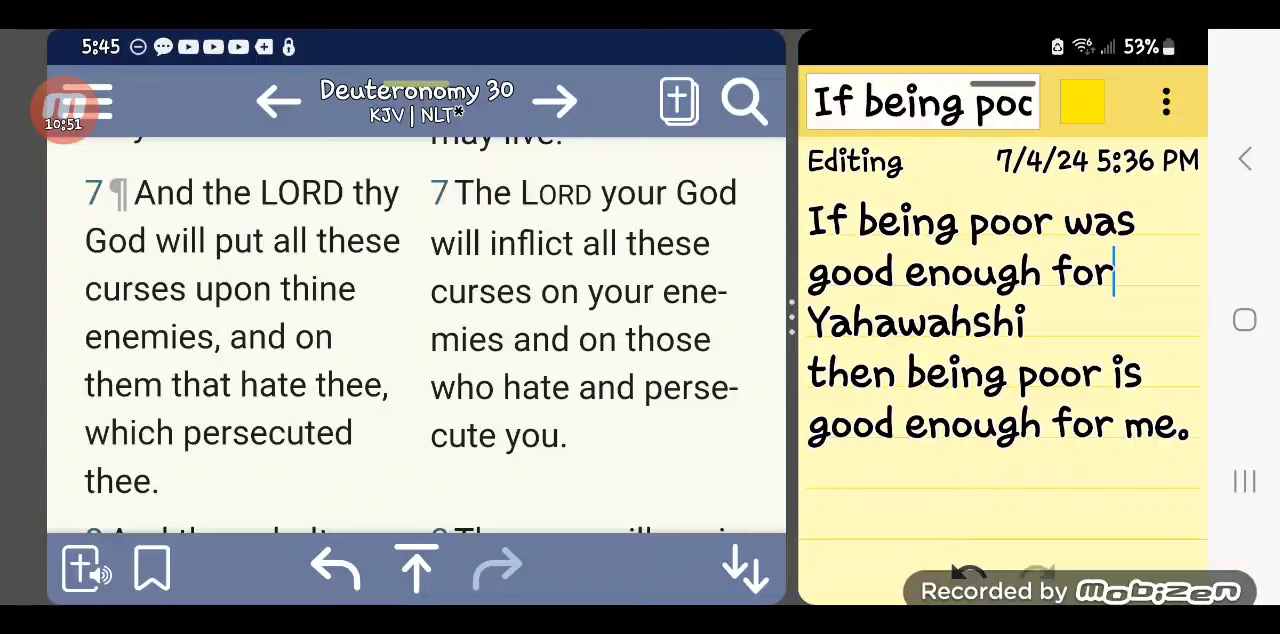 5:45
53%
10:51
Deuteronomy 30
KJV | NLT*
If being poc
Editing
7/4/24 5:36 PM
may live.
7 ¶ And the LORD thy
God will put all these
curses upon thine
enemies, and on
them that hate thee,
which persecuted
thee.
7 The LORD your God
will inflict all these
curses on your ene-
mies and on those
who hate and perse-
cute you.
If being poor was
good enough for
Yahawahshi
then being poor is
good enough for me.
Recorded by Mobizen